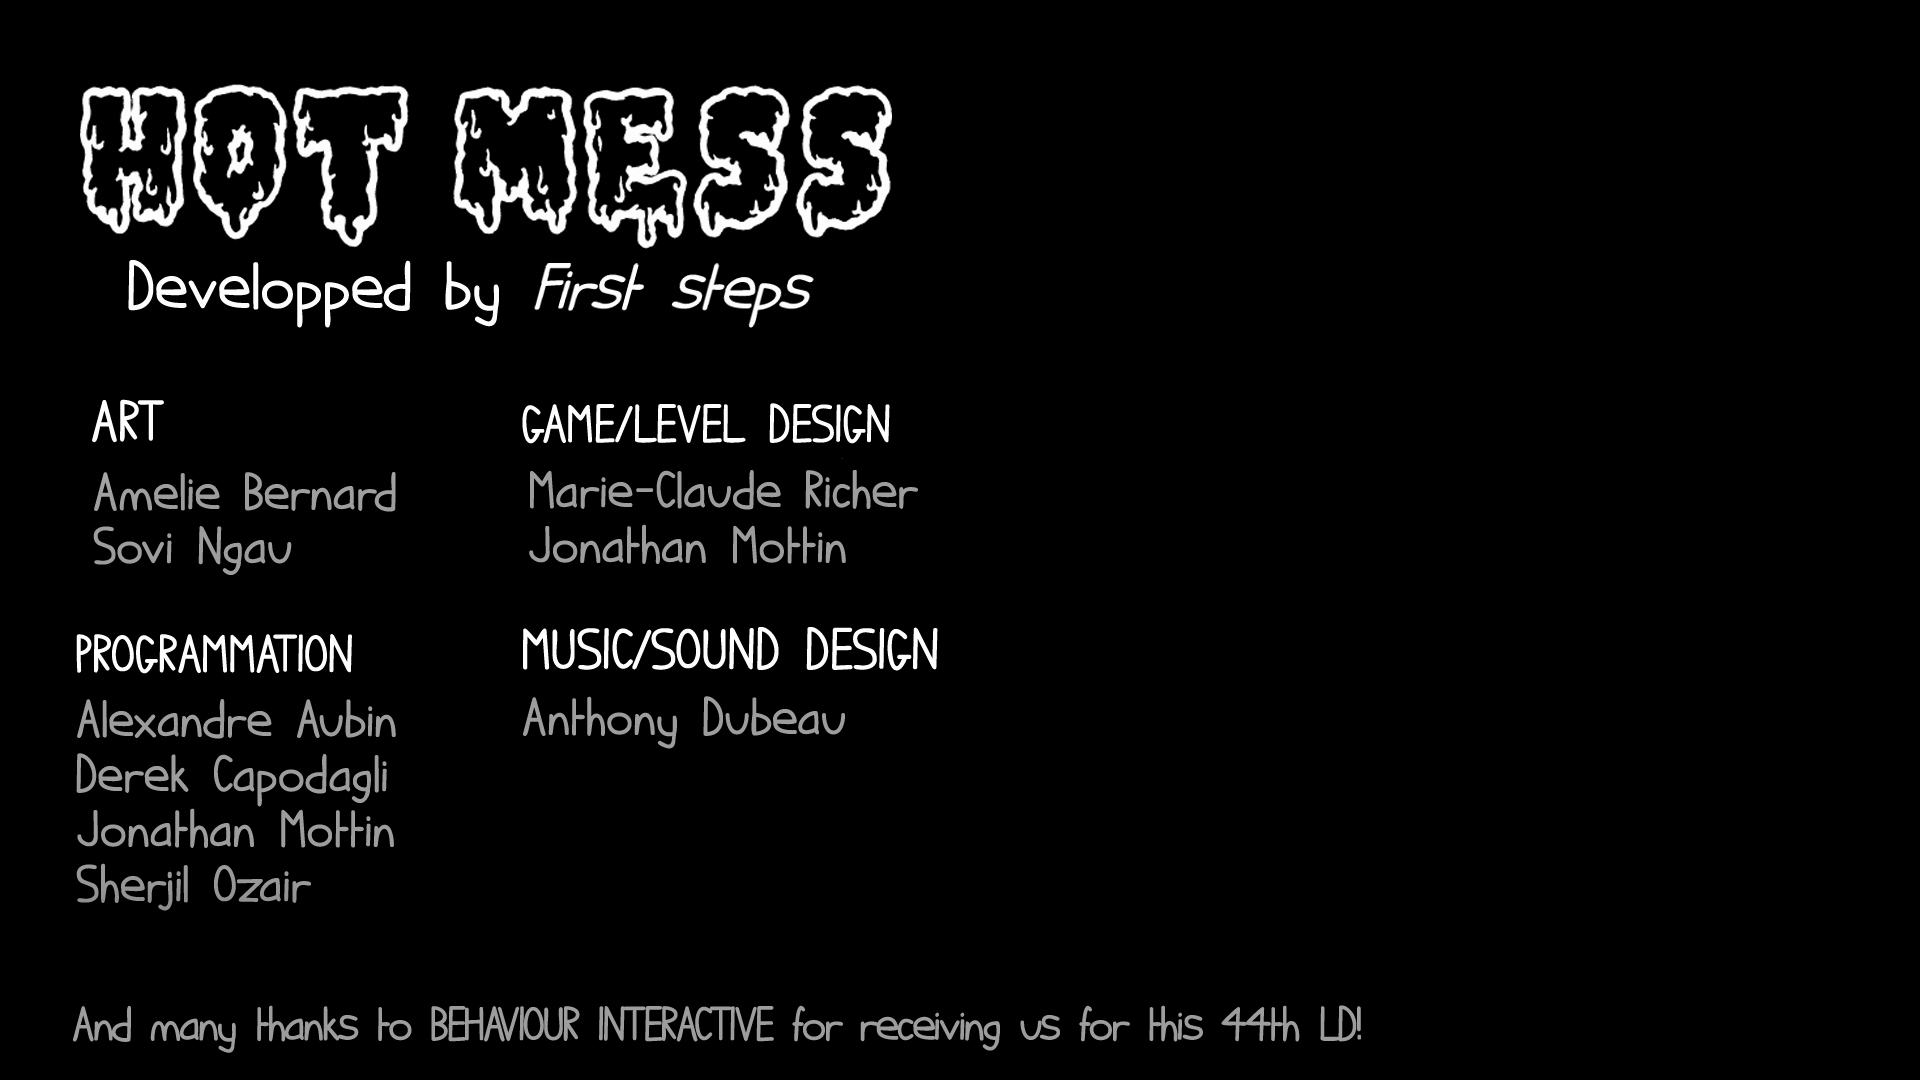 HOT MESS
Developped by First steps
ART
Amelie Bernard
Sovi Ngau
GAME/LEVEL DESIGN
Marie-Claude Richer
Jonathan Mottin
PROGRAMMATION
Alexandre Aubin
Derek Capodagli
Jonathan Mottin
Sherjil Ozair
MUSIC/SOUND DESIGN
Anthony Dubeau
And many thanks to BEHAVIOUR INTERACTIVE for receiving us for this 44th LD!